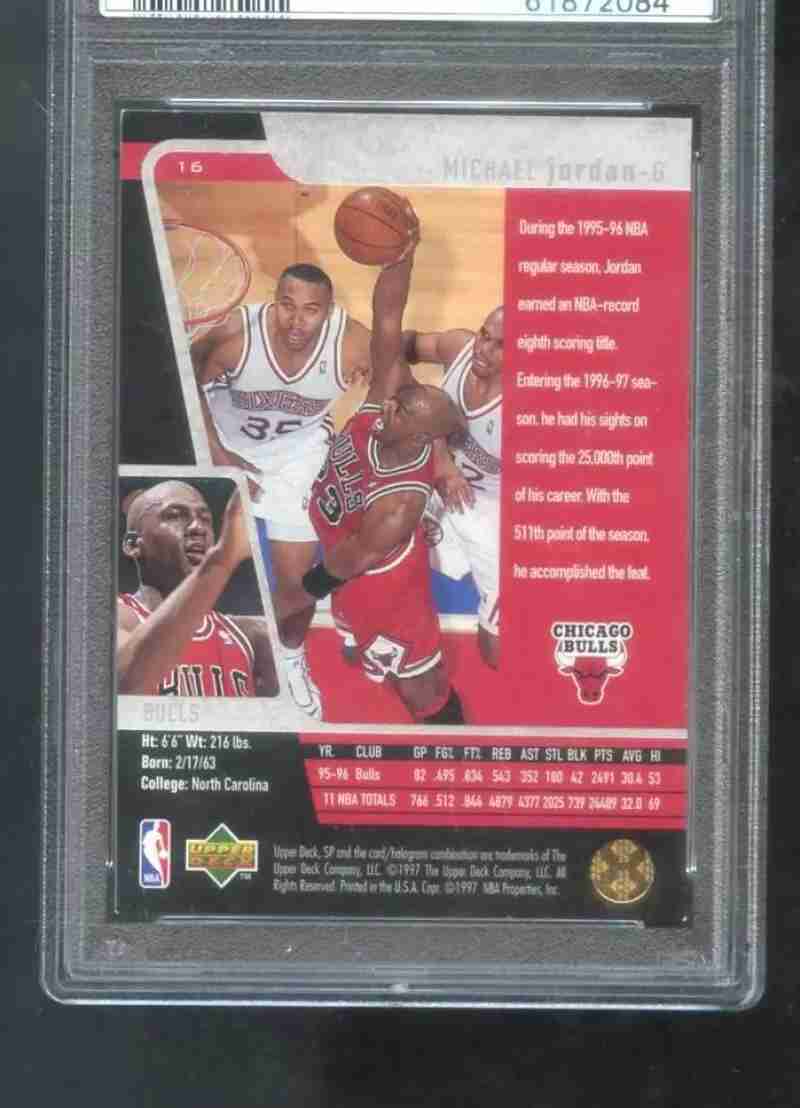 61872084
16
MICHAEL jordan-G
During the 1995-96 NBA
regular season, Jordan
earned an NBA-record
eighth scoring title.
Entering the 1996-97 sea-
son, he had his sights on
scoring the 25,000th point
of his career. With the
511th point of the season,
he accomplished the feat.
35
BULLS
BULLS
CHICAGO
BULLS
BULLS
Ht: 6'6" Wt: 216 lbs.
Born: 2/17/63
College: North Carolina
YR. CLUB GP FG% FT% REB AST STL BLK PTS AVG HI
95-96 Bulls 82 .495 .834 543 352 180 42 2491 30.4 53
11 NBA TOTALS 766 .512 .844 4879 4377 2025 739 24489 32.0 69
NBA
UPPER
DECK
TM
Upper Deck, SP and the card/hologram combination are trademarks of The
Upper Deck Company, LLC. ©1997 The Upper Deck Company, LLC. All
Rights Reserved. Printed in the U.S.A. Copr. ©1997 NBA Properties, Inc.